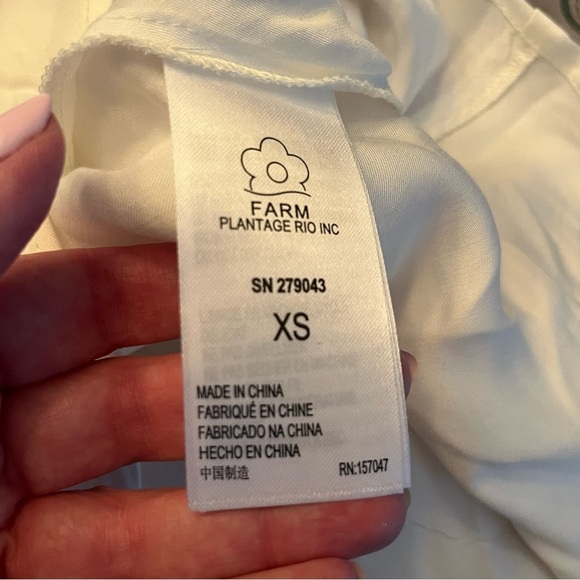 FARM
PLANTAGE RIO INC
SN 279043
XS
MADE IN CHINA
FABRIQUÉ EN CHINE
FABRICADO NA CHINA
HECHO EN CHINA
中国制造
RN:157047